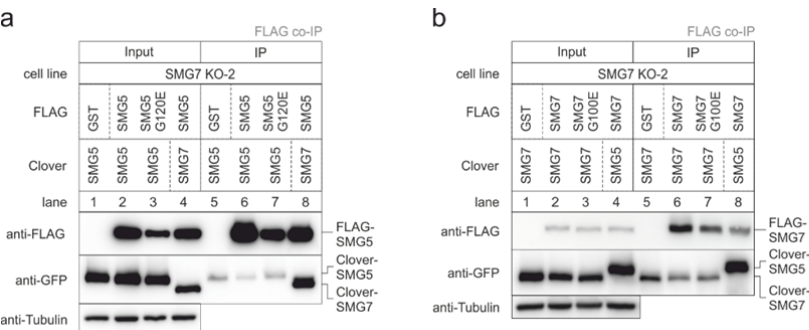 a
FLAG co-IP
Input IP
cell line SMG7 KO-2
FLAG GST SMG5 SMG5 G120E SMG5 GST SMG5 SMG5 G120E SMG5
Clover SMG5 SMG5 SMG5 SMG7 SMG5 SMG5 SMG5 SMG7
lane 1 2 3 4 5 6 7 8
anti-FLAG FLAG-SMG5
anti-GFP Clover-SMG5
Clover-SMG7
anti-Tubulin
b
FLAG co-IP
Input IP
cell line SMG7 KO-2
FLAG GST SMG7 SMG7 G100E SMG7 GST SMG7 SMG7 G100E SMG7
Clover SMG7 SMG7 SMG7 SMG5 SMG7 SMG7 SMG7 SMG5
lane 1 2 3 4 5 6 7 8
anti-FLAG FLAG-SMG7
anti-GFP Clover-SMG5
Clover-SMG7
anti-Tubulin